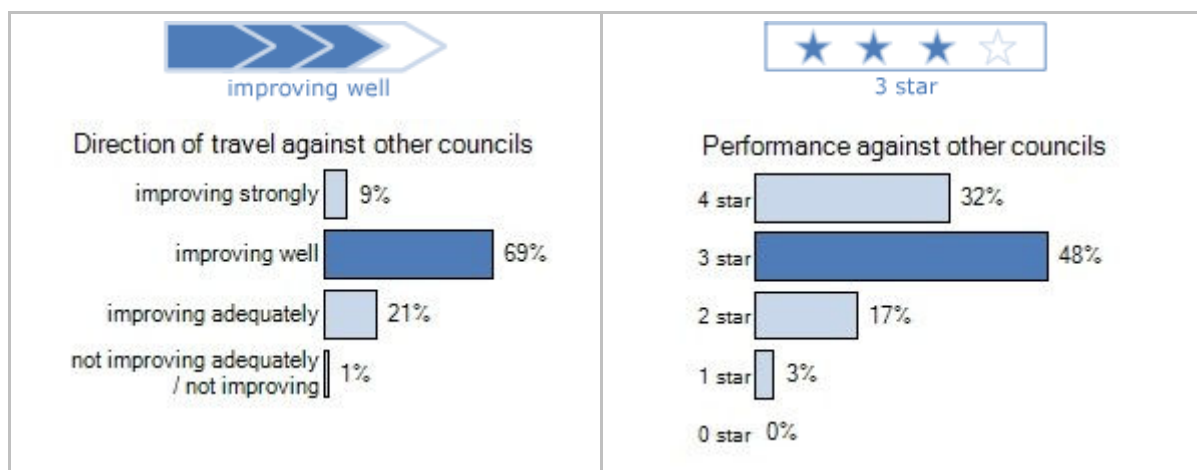 improving well
Direction of travel against other councils
improving strongly 9%
improving well 69%
improving adequately 21%
not improving adequately
/ not improving 1%
3 star
Performance against other councils
4 star 32%
3 star 48%
2 star 17%
1 star 3%
0 star 0%